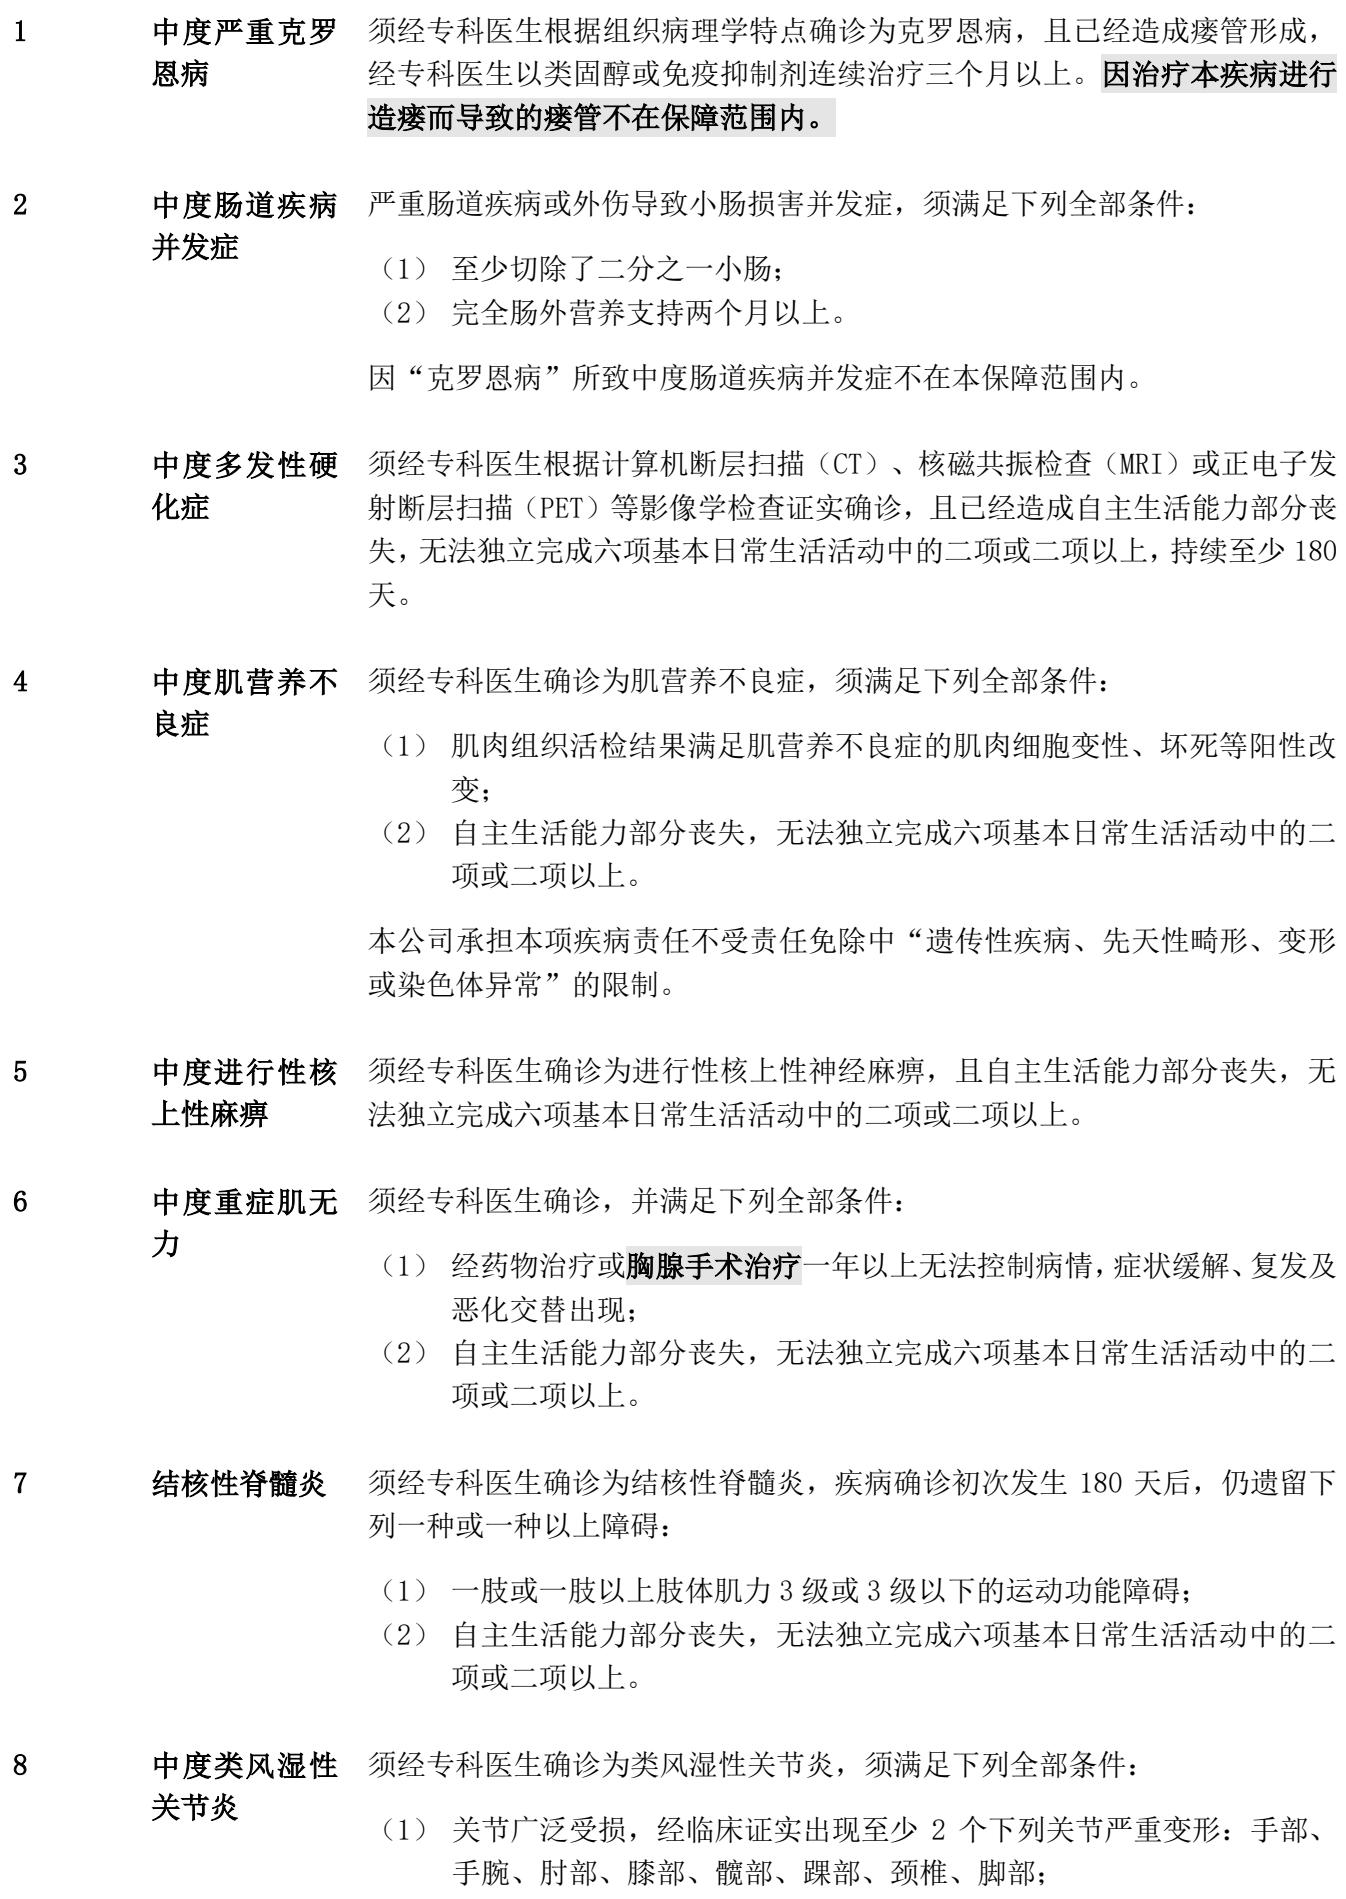 1 中度严重克罗 须经专科医生根据组织病理学特点确诊为克罗恩病，且已经造成瘘管形成，
恩病 经专科医生以类固醇或免疫抑制剂连续治疗三个月以上。因治疗本疾病进行
造瘘而导致的瘘管不在保障范围内。
2 中度肠道疾病 严重肠道疾病或外伤导致小肠损害并发症，须满足下列全部条件：
并发症
（1） 至少切除了二分之一小肠；
（2） 完全肠外营养支持两个月以上。
因“克罗恩病”所致中度肠道疾病并发症不在本保障范围内。
3 中度多发性硬 须经专科医生根据计算机断层扫描（CT）、核磁共振检查（MRI）或正电子发
化症 射断层扫描（PET）等影像学检查证实确诊，且已经造成自主生活能力部分丧
失，无法独立完成六项基本日常生活活动中的二项或二项以上，持续至少 180
天。
4 中度肌营养不 须经专科医生确诊为肌营养不良症，须满足下列全部条件：
良症
（1） 肌肉组织活检结果满足肌营养不良症的肌肉细胞变性、坏死等阳性改
变；
（2） 自主生活能力部分丧失，无法独立完成六项基本日常生活活动中的二
项或二项以上。
本公司承担本项疾病责任不受责任免除中“遗传性疾病、先天性畸形、变形
或染色体异常”的限制。
5 中度进行性核 须经专科医生确诊为进行性核上性神经麻痹，且自主生活能力部分丧失，无
上性麻痹 法独立完成六项基本日常生活活动中的二项或二项以上。
6 中度重症肌无 须经专科医生确诊，并满足下列全部条件：
力
（1） 经药物治疗或胸腺手术治疗一年以上无法控制病情，症状缓解、复发及
恶化交替出现；
（2） 自主生活能力部分丧失，无法独立完成六项基本日常生活活动中的二
项或二项以上。
7 结核性脊髓炎 须经专科医生确诊为结核性脊髓炎，疾病确诊初次发生 180 天后，仍遗留下
列一种或一种以上障碍：
（1） 一肢或一肢以上肢体肌力 3 级或 3 级以下的运动功能障碍；
（2） 自主生活能力部分丧失，无法独立完成六项基本日常生活活动中的二
项或二项以上。
8 中度类风湿性 须经专科医生确诊为类风湿性关节炎，须满足下列全部条件：
关节炎
（1） 关节广泛受损，经临床证实出现至少 2 个下列关节严重变形：手部、
手腕、肘部、膝部、髋部、踝部、颈椎、脚部；